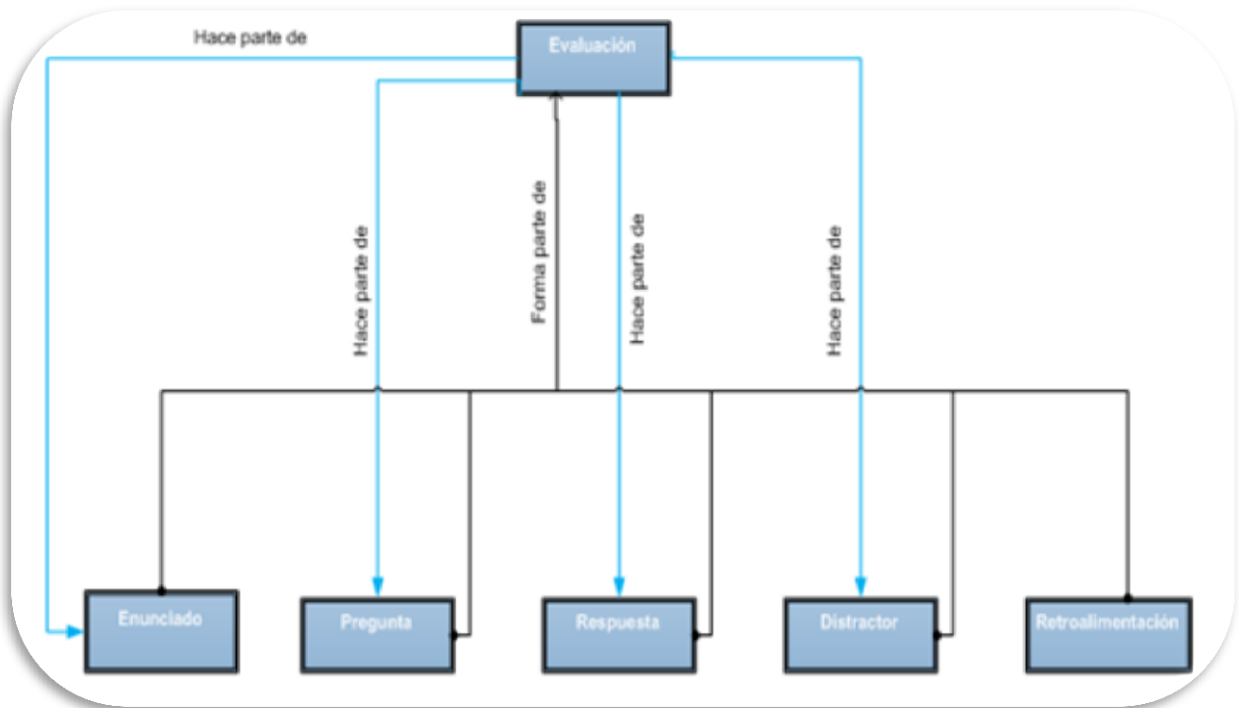 Hace parte de
Evaluación
Hace parte de
Forma parte de
Hace parte de
Hace parte de
Enunciado
Pregunta
Respuesta
Distractor
Retroalimentación